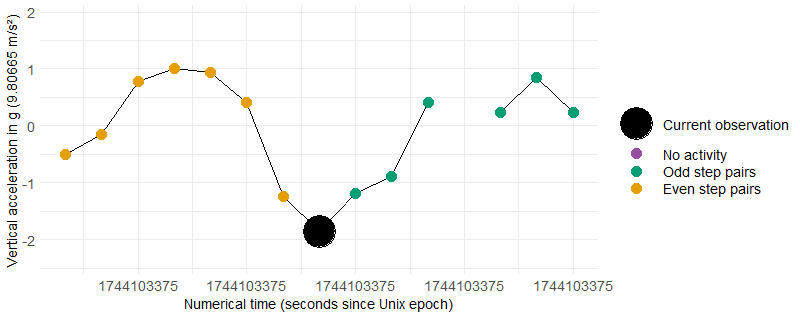 Vertical acceleration in g (9.80665 m/s²)
2
1
0
-1
-2
1744103375 1744103375 1744103375 1744103375 1744103375
Numerical time (seconds since Unix epoch)
Current observation
No activity
Odd step pairs
Even step pairs